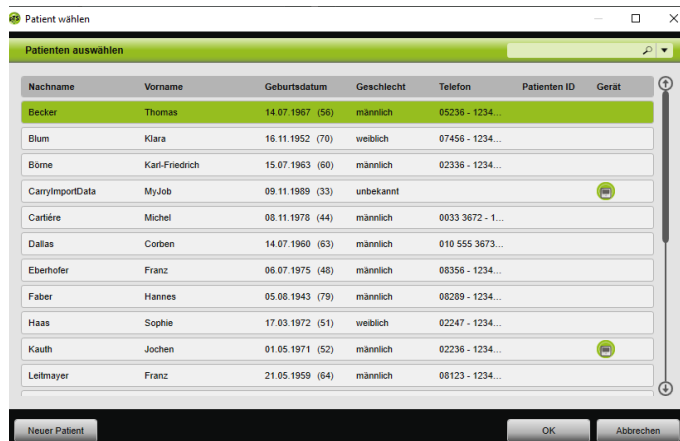 Patient wählen
Patienten auswählen
Nachname Vorname Geburtsdatum Geschlecht Telefon Patienten ID Gerät
Becker Thomas 14.07.1967 (56) männlich 05236 - 1234...
Blum Klara 16.11.1952 (70) weiblich 07456 - 1234...
Börne Karl-Friedrich 15.07.1963 (60) männlich 02336 - 1234...
CarryImportData MyJob 09.11.1989 (33) unbekannt
Cartiére Michel 08.11.1978 (44) männlich 0033 3672 - 1...
Dallas Corben 14.07.1960 (63) männlich 010 555 3673...
Eberhofer Franz 06.07.1975 (48) männlich 08356 - 1234...
Faber Hannes 05.08.1943 (79) männlich 08289 - 1234...
Haas Sophie 17.03.1972 (51) weiblich 02247 - 1234...
Kauth Jochen 01.05.1971 (52) männlich 02236 - 1234...
Leitmayer Franz 21.05.1959 (64) männlich 08123 - 1234...
Neuer Patient OK Abbrechen